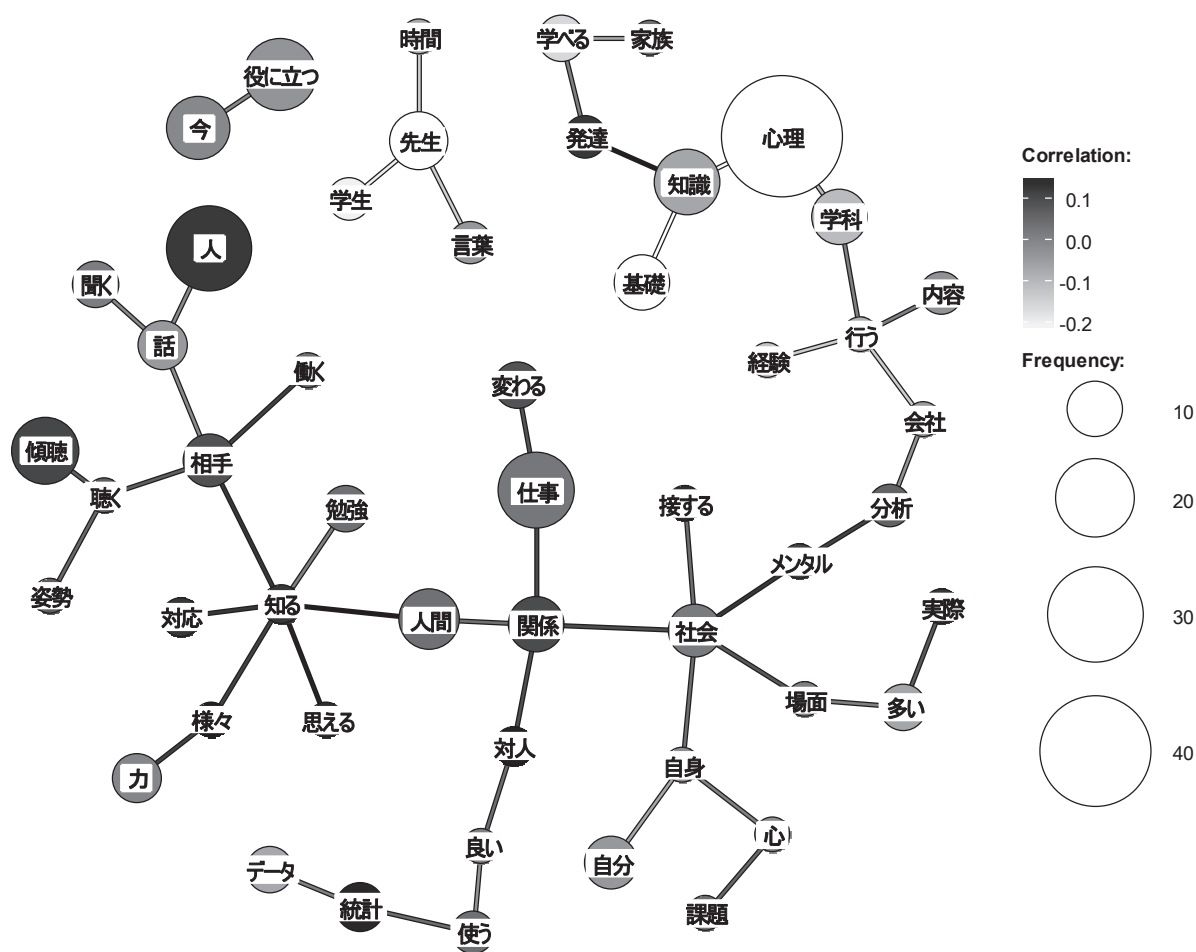 時間
学べる
家族
役に立つ
今
先生
発達
心理
知識
学生
学科
言葉
人
聞く
基礎
内容
話
行う
経験
働く
変わる
会社
傾聴
相手
仕事
聴く
勉強
接する
分析
メンタル
姿勢
対応
知る
人間
関係
社会
実際
様々
思える
場面
多い
対人
力
自身
良い
心
データ
自分
統計
使う
課題
Correlation:
0.1
0.0
-0.1
-0.2
Frequency:
10
20
30
40